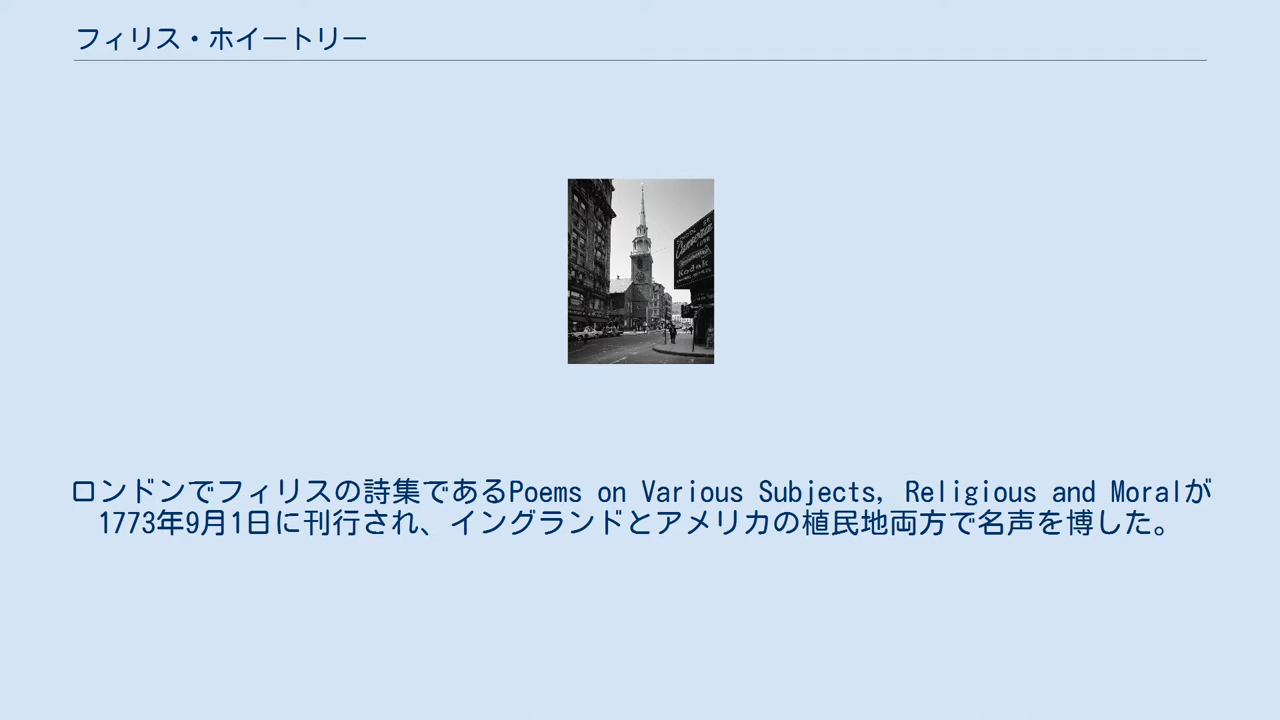 フィリス・ホイートリー
SCHOOL ST.
Camera
Kodak
ロンドンでフィリスの詩集であるPoems on Various Subjects, Religious and Moralが
1773年9月1日に刊行され、イングランドとアメリカの植民地両方で名声を博した。